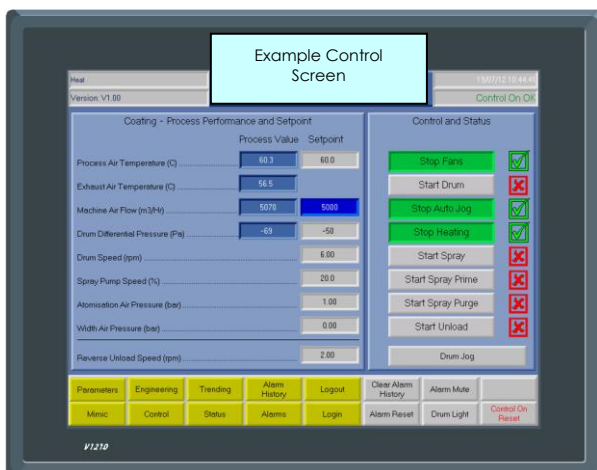 Example Control
Screen
Heat
19/07/12 10:44:41
Version: V1.00
Control On OK
Coating - Process Performance and Setpoint
Control and Status
Process Value Setpoint
Process Air Temperature (C) 60.3 60.0
Stop Fans
Exhaust Air Temperature (C) 56.5
Start Drum
Machine Air Flow (m3/Hr) 5070 5000
Stop Auto Jog
Drum Differential Pressure (Pa) -69 -50
Stop Heating
Drum Speed (rpm) 6.00
Start Spray
Spray Pump Speed (%) 20.0
Start Spray Prime
Atomisation Air Pressure (bar) 1.00
Start Spray Purge
Width Air Pressure (bar) 0.00
Start Unload
Reverse Unload Speed (rpm) 2.00
Drum Jog
Parameters Engineering Trending Alarm History Logout Clear Alarm History Alarm Mute
Mimic Control Status Alarms Login Alarm Reset Drum Light Control On Reset
V1210